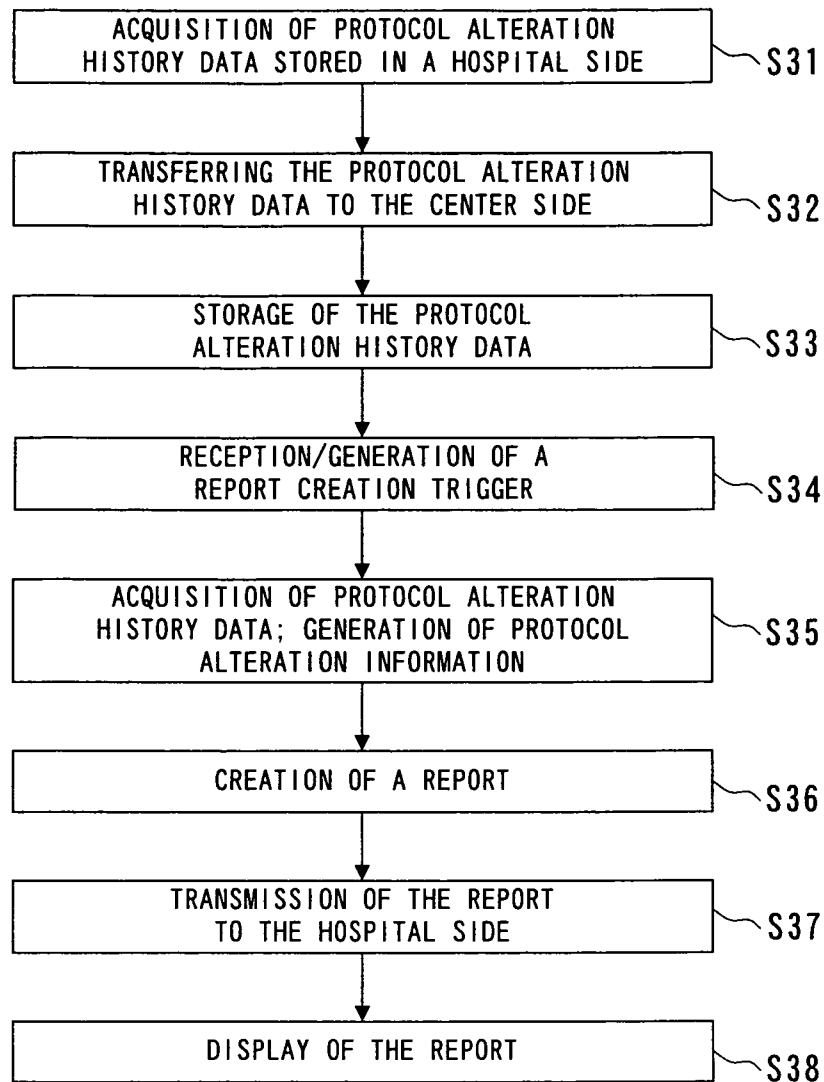 ACQUISITION OF PROTOCOL ALTERATION
HISTORY DATA STORED IN A HOSPITAL SIDE
S31
TRANSFERRING THE PROTOCOL ALTERATION
HISTORY DATA TO THE CENTER SIDE
S32
STORAGE OF THE PROTOCOL
ALTERATION HISTORY DATA
S33
RECEPTION/GENERATION OF A
REPORT CREATION TRIGGER
S34
ACQUISITION OF PROTOCOL ALTERATION
HISTORY DATA; GENERATION OF PROTOCOL
ALTERATION INFORMATION
S35
CREATION OF A REPORT
S36
TRANSMISSION OF THE REPORT
TO THE HOSPITAL SIDE
S37
DISPLAY OF THE REPORT
S38